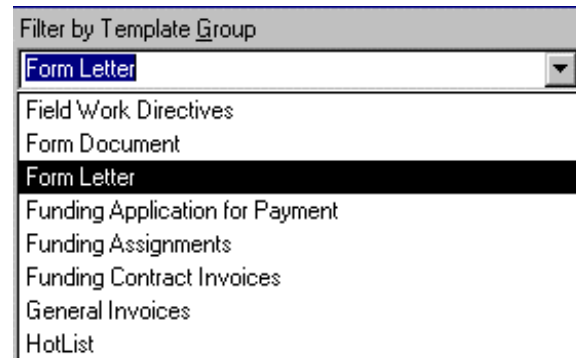 Filter by Template Group
Form Letter
Field Work Directives
Form Document
Form Letter
Funding Application for Payment
Funding Assignments
Funding Contract Invoices
General Invoices
HotList